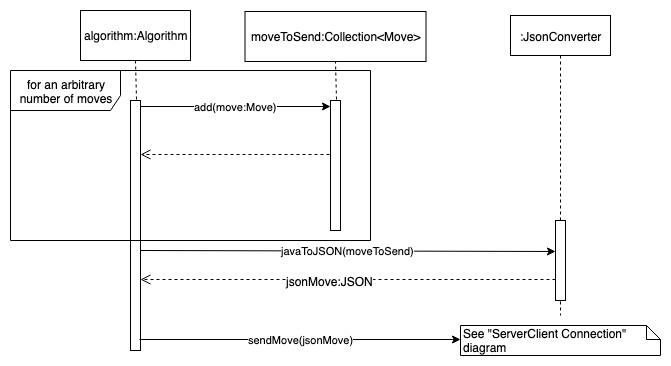 algorithm:Algorithm
moveToSend:Collection<Move>
:JsonConverter
for an arbitrary
number of moves
add(move:Move)
javaToJSON(moveToSend)
jsonMove:JSON
sendMove(jsonMove)
See "ServerClient Connection"
diagram